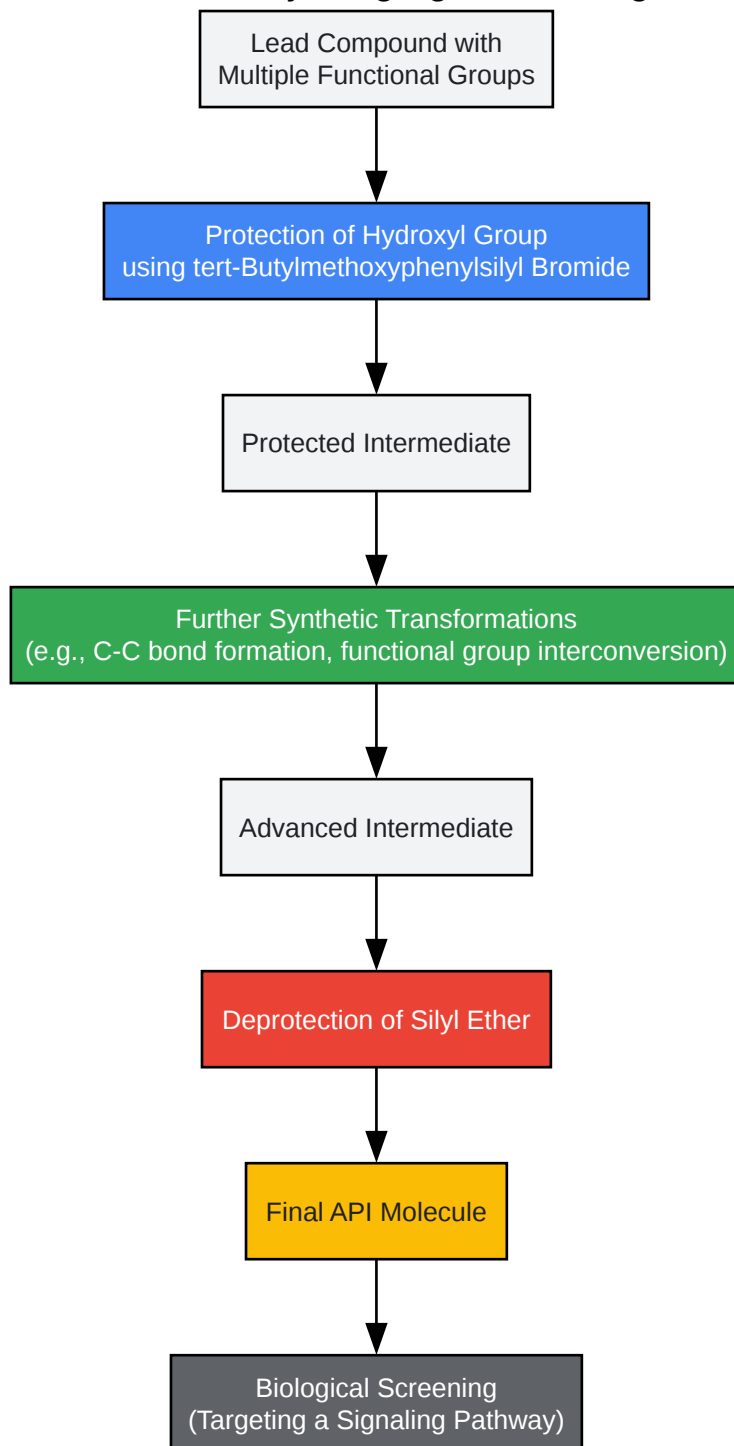 Lead Compound with
Multiple Functional Groups
Protection of Hydroxyl Group
using tert-Butylmethoxyphenylsilyl Bromide
Protected Intermediate
Further Synthetic Transformations
(e.g., C-C bond formation, functional group interconversion)
Advanced Intermediate
Deprotection of Silyl Ether
Final API Molecule
Biological Screening
(Targeting a Signaling Pathway)